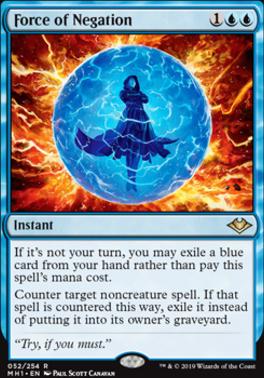 Force of Negation 1
Instant
If it's not your turn, you may exile a blue
card from your hand rather than pay this
spell's mana cost.
Counter target noncreature spell. If that
spell is countered this way, exile it instead
of putting it into its owner's graveyard.
"Try, if you must."
052/254 R
MH1 • EN Paul Scott Canavan
™ & © 2019 Wizards of the Coast